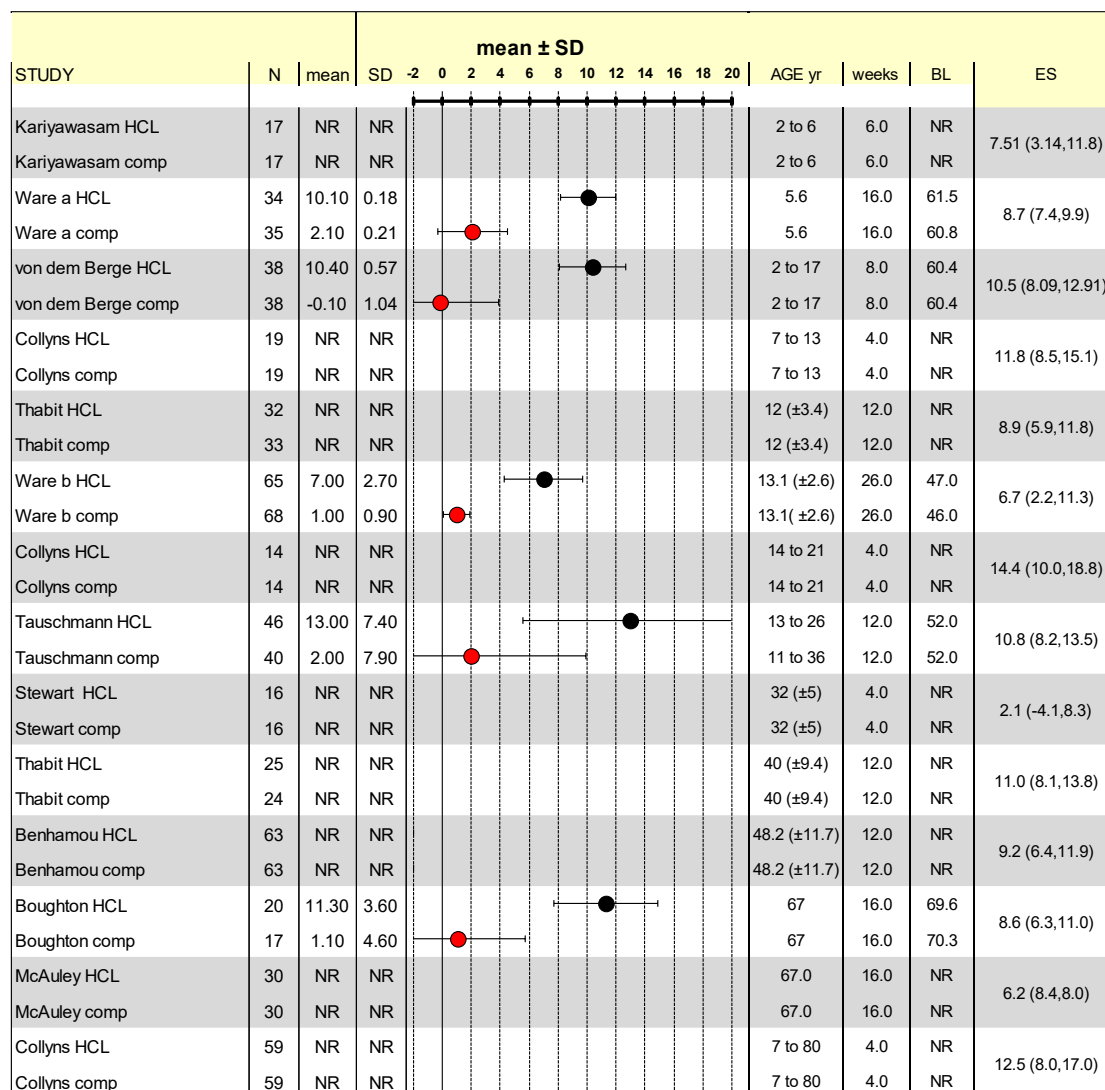 mean ± SD
STUDY N mean SD -2 0 2 4 6 8 10 12 14 16 18 20 AGE yr weeks BL ES
Kariyawasam HCL 17 NR NR 2 to 6 6.0 NR
7.51 (3.14,11.8)
Kariyawasam comp 17 NR NR 2 to 6 6.0 NR
Ware a HCL 34 10.10 0.18 5.6 16.0 61.5
8.7 (7.4,9.9)
Ware a comp 35 2.10 0.21 5.6 16.0 60.8
von dem Berge HCL 38 10.40 0.57 2 to 17 8.0 60.4
10.5 (8.09,12.91)
von dem Berge comp 38 -0.10 1.04 2 to 17 8.0 60.4
Collyns HCL 19 NR NR 7 to 13 4.0 NR
11.8 (8.5,15.1)
Collyns comp 19 NR NR 7 to 13 4.0 NR
Thabit HCL 32 NR NR 12 (±3.4) 12.0 NR
8.9 (5.9,11.8)
Thabit comp 33 NR NR 12 (±3.4) 12.0 NR
Ware b HCL 65 7.00 2.70 13.1 (±2.6) 26.0 47.0
6.7 (2.2,11.3)
Ware b comp 68 1.00 0.90 13.1( ±2.6) 26.0 46.0
Collyns HCL 14 NR NR 14 to 21 4.0 NR
14.4 (10.0,18.8)
Collyns comp 14 NR NR 14 to 21 4.0 NR
Tauschmann HCL 46 13.00 7.40 13 to 26 12.0 52.0
10.8 (8.2,13.5)
Tauschmann comp 40 2.00 7.90 11 to 36 12.0 52.0
Stewart HCL 16 NR NR 32 (±5) 4.0 NR
2.1 (-4.1,8.3)
Stewart comp 16 NR NR 32 (±5) 4.0 NR
Thabit HCL 25 NR NR 40 (±9.4) 12.0 NR
11.0 (8.1,13.8)
Thabit comp 24 NR NR 40 (±9.4) 12.0 NR
Benhamou HCL 63 NR NR 48.2 (±11.7) 12.0 NR
9.2 (6.4,11.9)
Benhamou comp 63 NR NR 48.2 (±11.7) 12.0 NR
Boughton HCL 20 11.30 3.60 67 16.0 69.6
8.6 (6.3,11.0)
Boughton comp 17 1.10 4.60 67 16.0 70.3
McAuley HCL 30 NR NR 67.0 16.0 NR
6.2 (8.4,8.0)
McAuley comp 30 NR NR 67.0 16.0 NR
Collyns HCL 59 NR NR 7 to 80 4.0 NR
12.5 (8.0,17.0)
Collyns comp 59 NR NR 7 to 80 4.0 NR